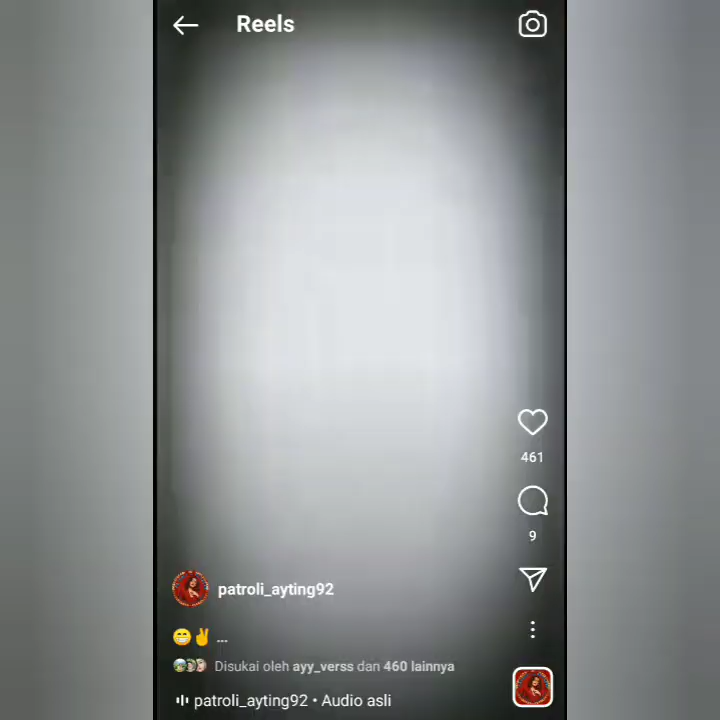 Reels
461
9
patroli_ayting92
😁✌ ...
Disukai oleh ayy_verss dan 460 lainnya
patroli_ayting92 • Audio asli